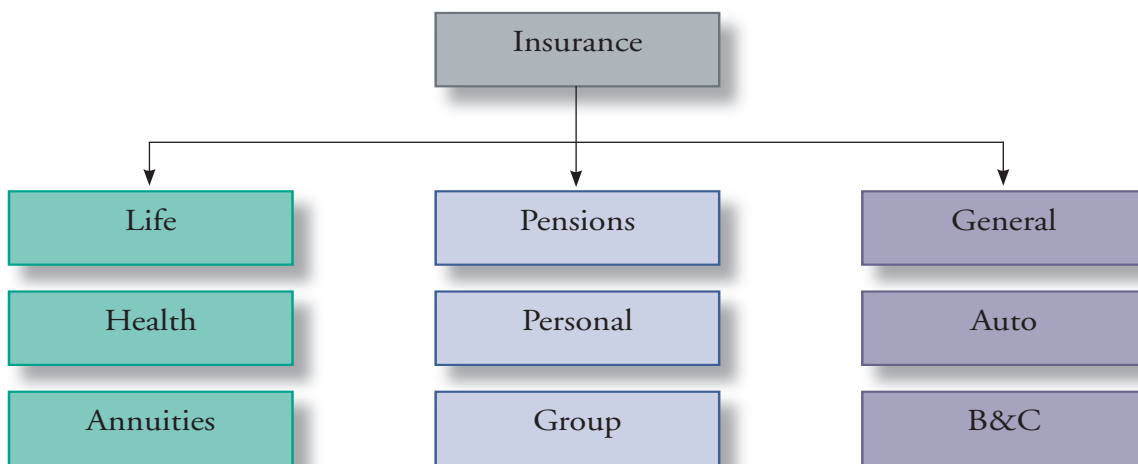 Insurance
Life
Pensions
General
Health
Personal
Auto
Annuities
Group
B&C